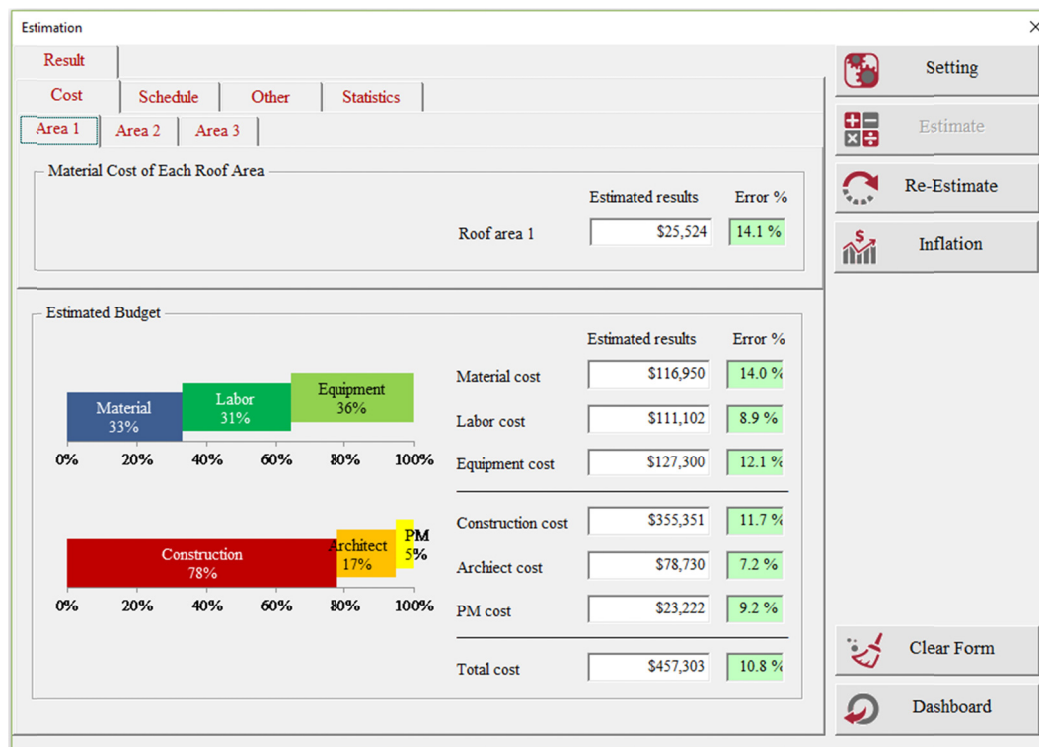 Estimation
Result
Cost Schedule Other Statistics
Area 1 Area 2 Area 3
Material Cost of Each Roof Area
Estimated results Error %
Roof area 1 $25,524 14.1 %
Estimated Budget
Estimated results Error %
Material cost $116,950 14.0 %
Labor cost $111,102 8.9 %
Equipment cost $127,300 12.1 %
Construction cost $355,351 11.7 %
Archiect cost $78,730 7.2 %
PM cost $23,222 9.2 %
Total cost $457,303 10.8 %
Material
33%
Labor
31%
Equipment
36%
0% 20% 40% 60% 80% 100%
Construction
78%
Architect
17%
PM
5%
0% 20% 40% 60% 80% 100%
Setting
Estimate
Re-Estimate
Inflation
Clear Form
Dashboard